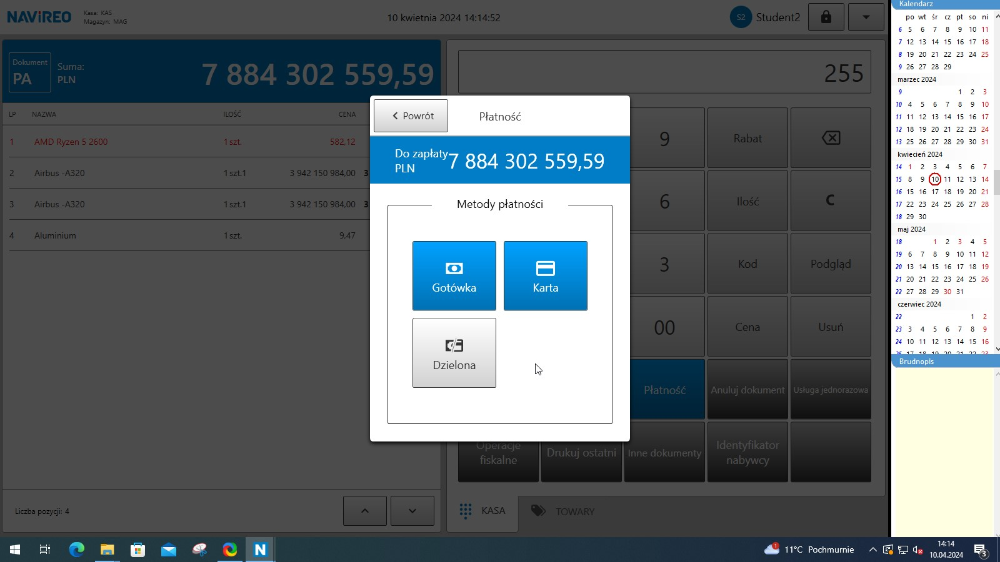 NAViREO
Kasa: KAS
Magazyn: MAG
10 kwietnia 2024 14:14:52
S2 Student2
Dokument
PA
Suma:
PLN
7 884 302 559,59
LP NAZWA ILOŚĆ CENA
1 AMD Ryzen 5 2600 1 szt. 582,12
2 Airbus -A320 1 szt.1 3 942 150 984,00 3
3 Airbus -A320 1 szt.1 3 942 150 984,00 3
4 Aluminium 1 szt. 9,47
Liczba pozycji: 4
255
Powrót
Płatność
Do zapłaty
PLN
7 884 302 559,59
Metody płatności
Gotówka
Karta
Dzielona
9 Rabat
6 Ilość C
3 Kod Podgląd
00 Cena Usuń
Płatność Anuluj dokument Usługa jednorazowa
Operacje
fiskalne
Drukuj ostatni
Inne dokumenty
Identyfikator
nabywcy
KASA
TOWARY
Kalendarz
po wt śr cz pt so ni
6 5 6 7 8 9 10 11
7 12 13 14 15 16 17 18
8 19 20 21 22 23 24 25
9 26 27 28 29
marzec 2024
9 1 2 3
10 4 5 6 7 8 9 10
11 11 12 13 14 15 16 17
12 18 19 20 21 22 23 24
13 25 26 27 28 29 30 31
kwiecień 2024
14 1 2 3 4 5 6 7
15 8 9 10 11 12 13 14
16 15 16 17 18 19 20 21
17 22 23 24 25 26 27 28
18 29 30
maj 2024
18 1 2 3 4 5
19 6 7 8 9 10 11 12
20 13 14 15 16 17 18 19
21 20 21 22 23 24 25 26
22 27 28 29 30 31
czerwiec 2024
22 1 2
23 3 4 5 6 7 8 9
24 10 11 12 13 14 15 16
25 17 18 19 20 21 22 23
Brudnopis
N
1
11°C Pochmurnie
14:14
10.04.2024
3